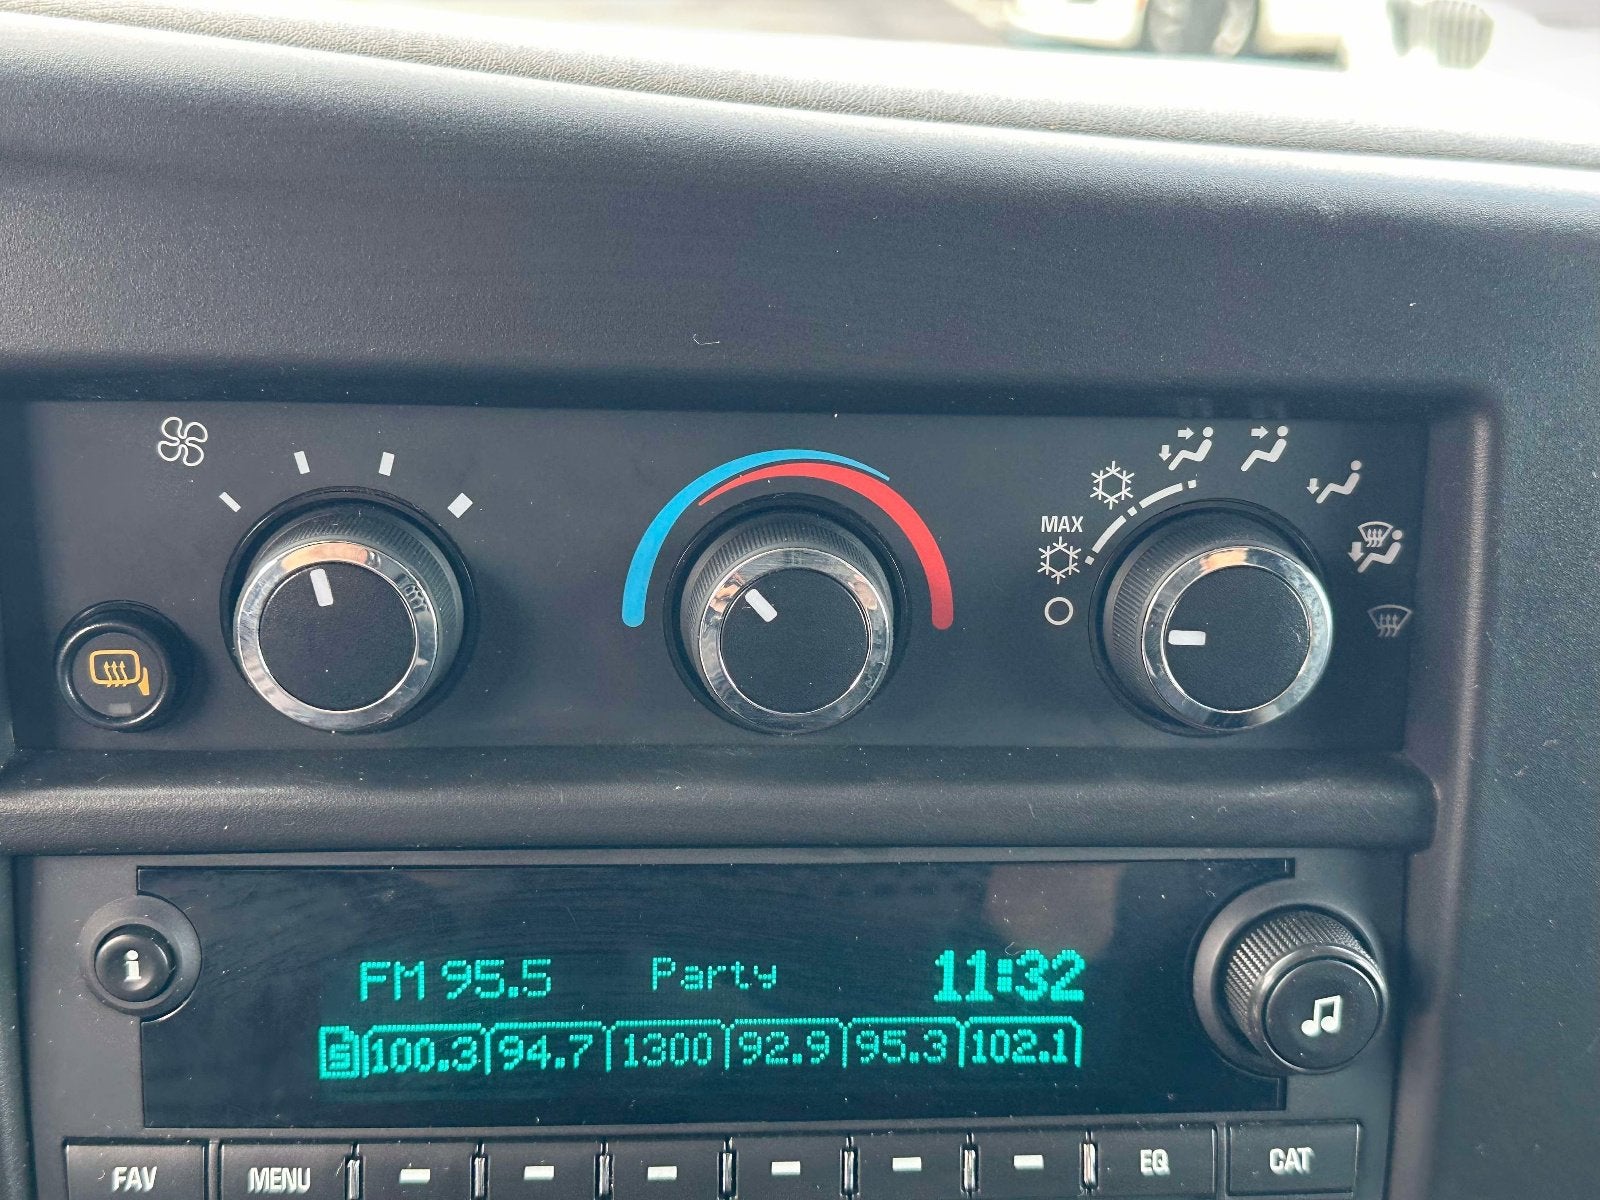 MAX
i
FM 95.5 Party 11:32
6 100.3 94.7 1300 92.9 95.3 102.1
FAV MENU EQ CAT